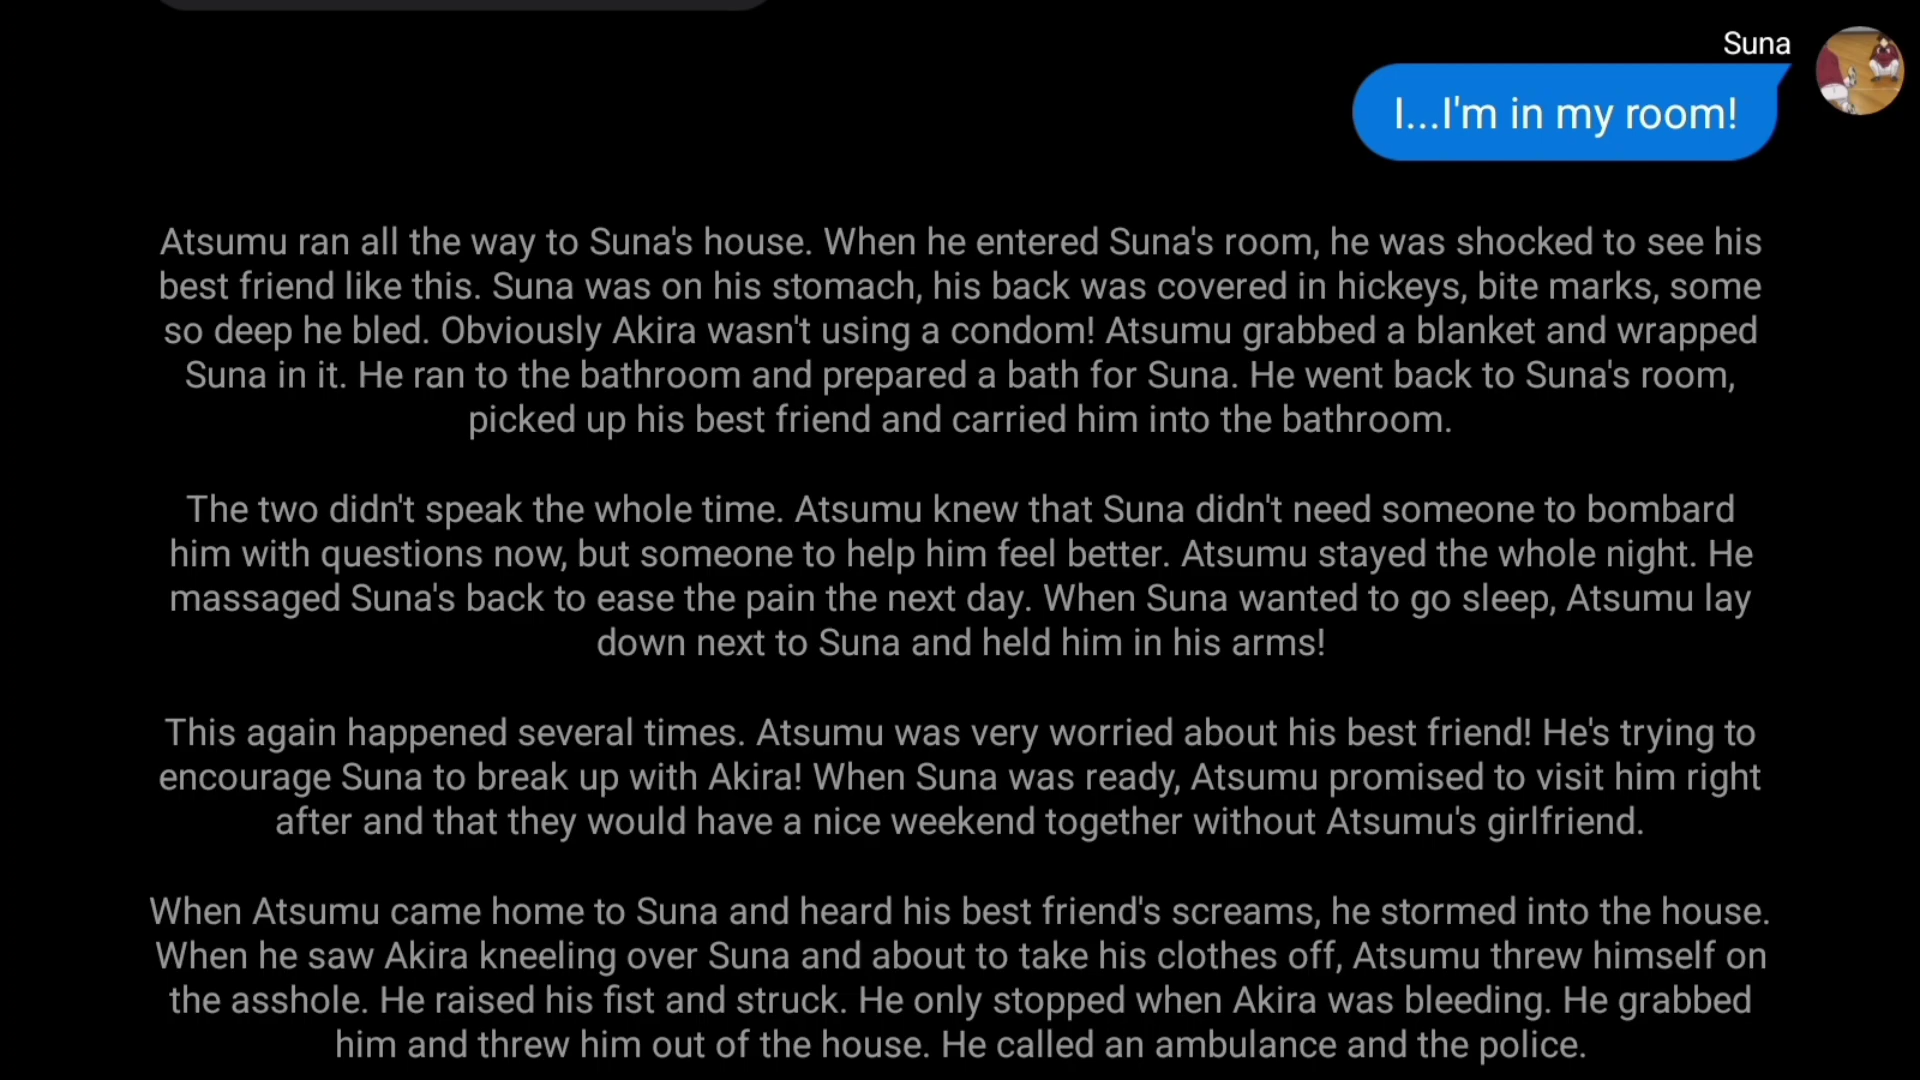 Suna
I...I'm in my room!
Atsumu ran all the way to Suna's house. When he entered Suna's room, he was shocked to see his
best friend like this. Suna was on his stomach, his back was covered in hickeys, bite marks, some
so deep he bled. Obviously Akira wasn't using a condom! Atsumu grabbed a blanket and wrapped
Suna in it. He ran to the bathroom and prepared a bath for Suna. He went back to Suna's room,
picked up his best friend and carried him into the bathroom.
The two didn't speak the whole time. Atsumu knew that Suna didn't need someone to bombard
him with questions now, but someone to help him feel better. Atsumu stayed the whole night. He
massaged Suna's back to ease the pain the next day. When Suna wanted to go sleep, Atsumu lay
down next to Suna and held him in his arms!
This again happened several times. Atsumu was very worried about his best friend! He's trying to
encourage Suna to break up with Akira! When Suna was ready, Atsumu promised to visit him right
after and that they would have a nice weekend together without Atsumu's girlfriend.
When Atsumu came home to Suna and heard his best friend's screams, he stormed into the house.
When he saw Akira kneeling over Suna and about to take his clothes off, Atsumu threw himself on
the asshole. He raised his fist and struck. He only stopped when Akira was bleeding. He grabbed
him and threw him out of the house. He called an ambulance and the police.